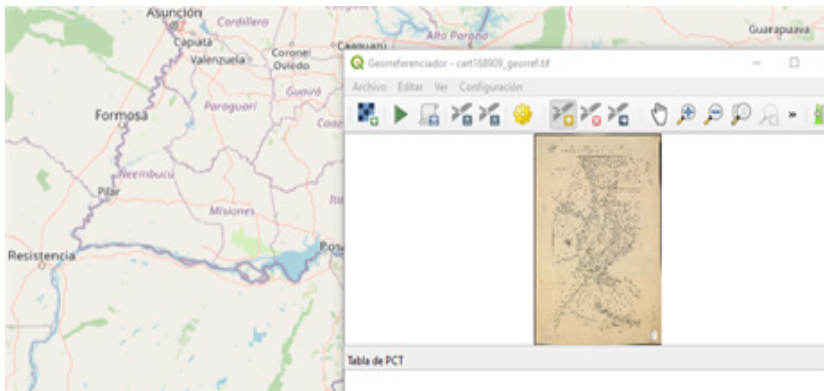 Asunción
Cordillera
Alto Paraná
Guarapuava
Capiatá
Valenzuela
Coronel
Oviedo
Caaguazú
Georreferenciador - cart168909_georref.tif
Archivo Editar Ver Configuración
Paraguarí
Guairá
Formosa
Ñeembucú
Pilar
Misiones
Resistencia
Tabla de PCT